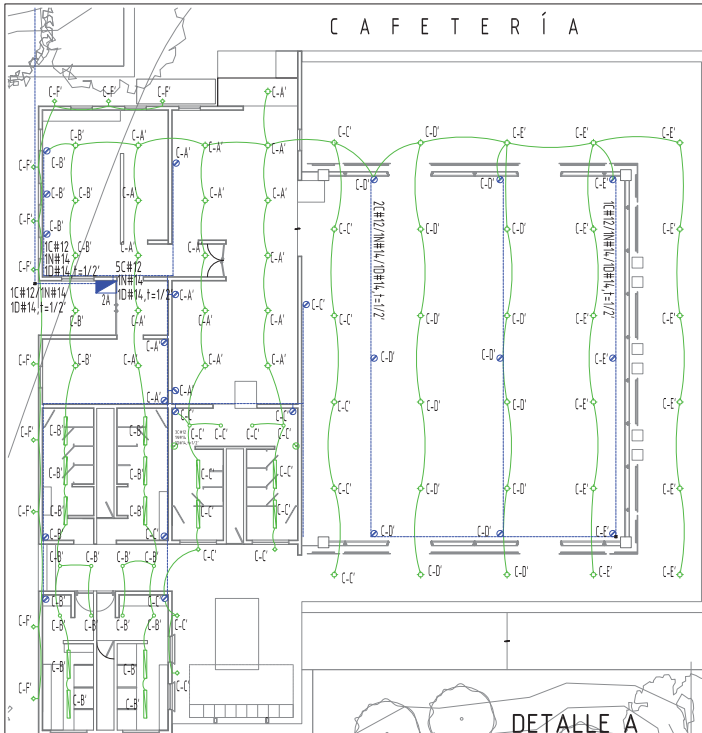 CAFETERÍA
C-F' C-F' C-F' C-A'
C-B' C-A' C-A' C-A' C-C' C-D' C-E' C-E' C-E'
C-F' C-B' C-A' C-D' C-D' C-E'
C-B' C-B' C-A' C-A' C-A'
C-F' C-B' C-C' C-D' C-E' C-E' C-E'
2C#12/1N#14/1D#14,t=1/2'
1C#12/1N#14/1D#14,t=1/2'
C-B' C-A' C-A' C-A'
1C#12
1N#14
1D#14,t=1/2'
5C#12
1N#14
1D#14,t=1/2'
C-F'
1C#12/1N#14
1D#14,t=1/2'
2A
C-A' C-C'
C-B' C-A' C-A' C-A' C-C' C-D' C-D' C-E' C-E'
C-A'
C-F' C-B' C-A' C-A' C-A' C-D' C-D' C-E'
C-A' C-A'
C-C' C-C' C-D' C-D' C-E' C-E'
C-B' C-B' C-C' C-C'
C-F'
C-B' C-B' C-C' C-C'
C-C' C-D' C-D' C-E' C-E'
C-F' C-B' C-B'
C-B' C-C' C-C' C-C' C-D' C-D' C-E'
C-B' C-B' C-C' C-D' C-D' C-E' C-E'
C-B' C-B' C-C'
C-F' C-B' C-B' C-B' C-B'
C-B' C-B'
C-F' C-B' C-B' C-C'
DETALLE A